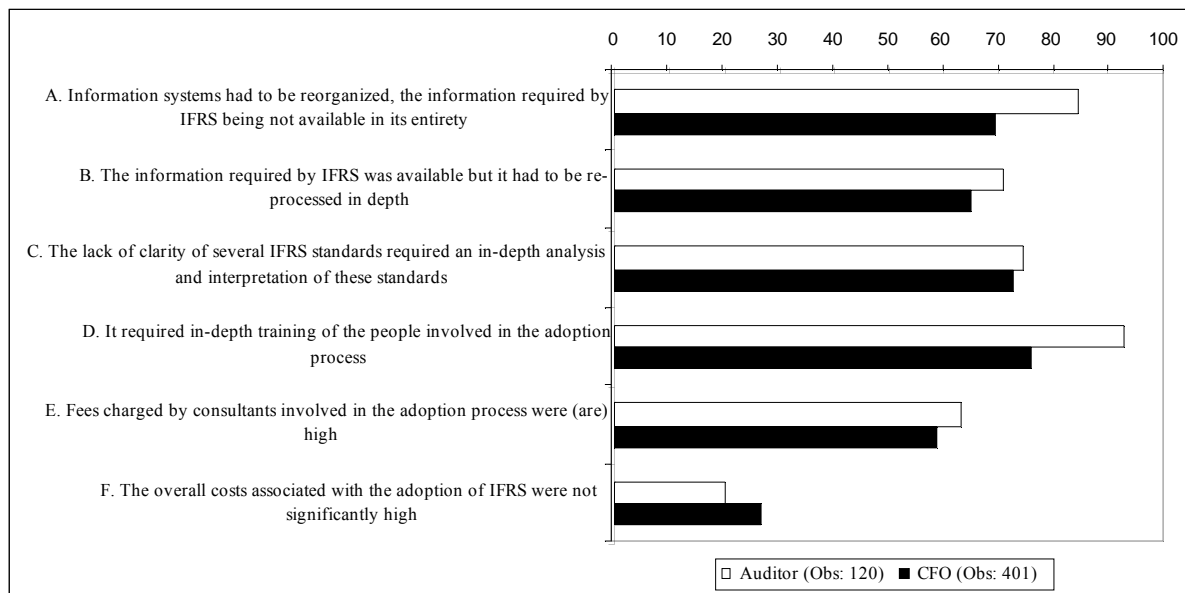 0 10 20 30 40 50 60 70 80 90 100
A. Information systems had to be reorganized, the information required by
IFRS being not available in its entirety
B. The information required by IFRS was available but it had to be re-
processed in depth
C. The lack of clarity of several IFRS standards required an in-depth analysis
and interpretation of these standards
D. It required in-depth training of the people involved in the adoption
process
E. Fees charged by consultants involved in the adoption process were (are)
high
F. The overall costs associated with the adoption of IFRS were not
significantly high
Auditor (Obs: 120) CFO (Obs: 401)